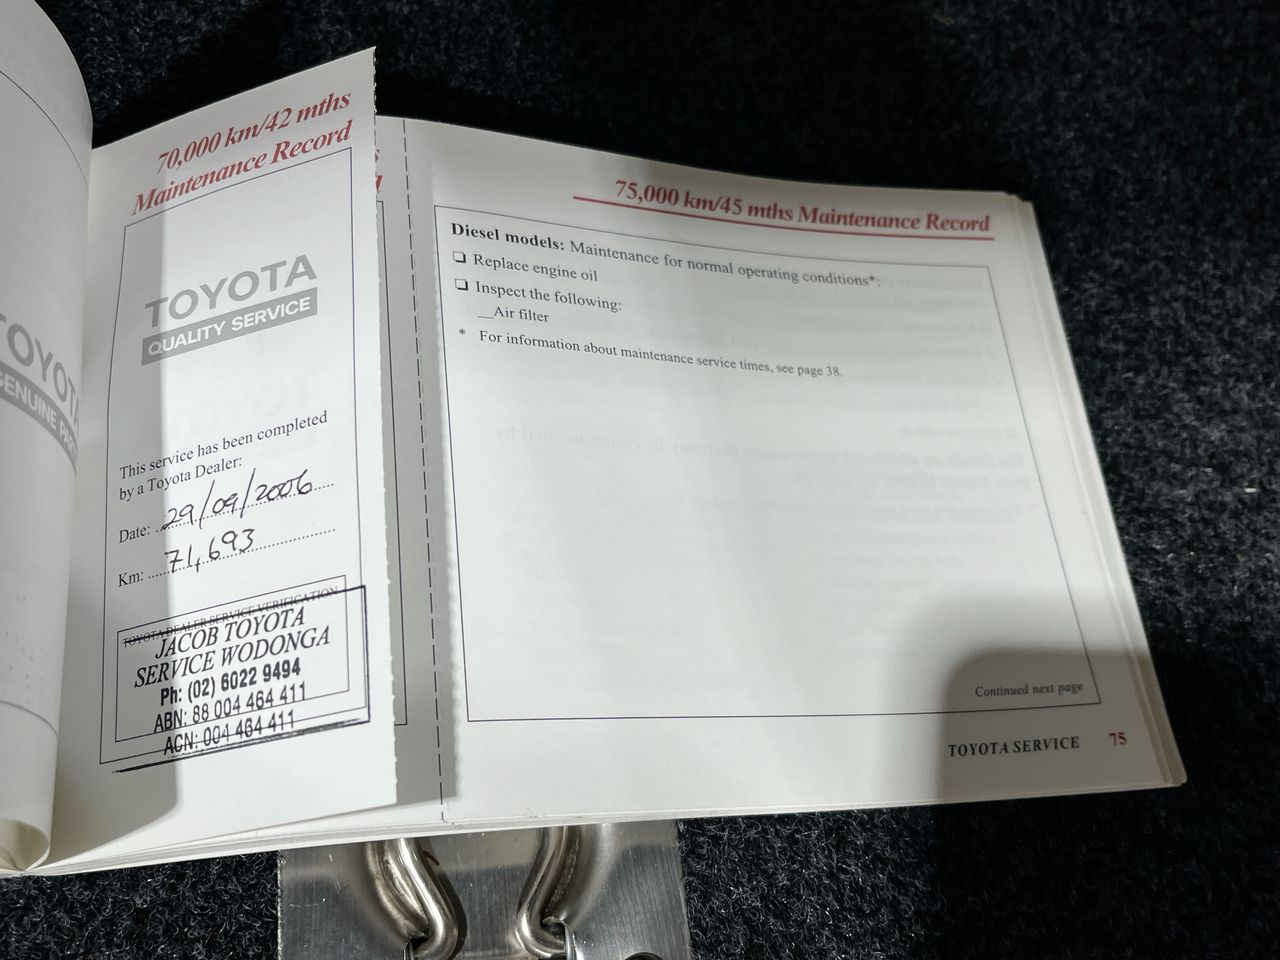 TOYOTA
GENUINE PARTS
70,000 km/42 mths
Maintenance Record
TOYOTA
QUALITY SERVICE
This service has been completed
by a Toyota Dealer:
Date: 29/09/2006
Km: 71,693
TOYOTA DEALER SERVICE VERIFICATION
JACOB TOYOTA
SERVICE WODONGA
Ph: (02) 6022 9494
ABN: 88 004 464 411
ACN: 004 464 411
75,000 km/45 mths Maintenance Record
Diesel models: Maintenance for normal operating conditions*:
❏ Replace engine oil
❏ Inspect the following:
__Air filter
* For information about maintenance service times, see page 38.
Continued next page
TOYOTA SERVICE 75